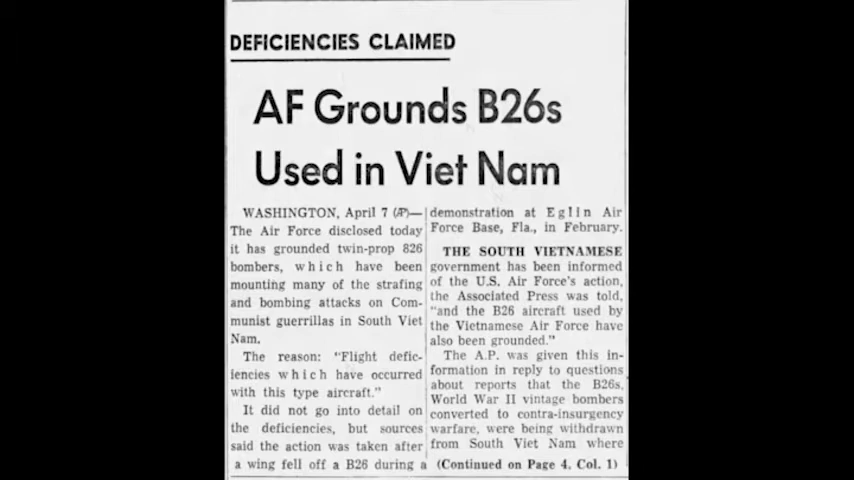 DEFICIENCIES CLAIMED
AF Grounds B26s
Used in Viet Nam
WASHINGTON, April 7 (AP)—
The Air Force disclosed today
it has grounded twin-prop 826
bombers, which have been
mounting many of the strafing
and bombing attacks on Com-
munist guerrillas in South Viet
Nam.
The reason: "Flight defic-
iencies which have occurred
with this type aircraft."
It did not go into detail on
the deficiencies, but sources
said the action was taken after
a wing fell off a B26 during a
demonstration at Eglin Air
Force Base, Fla., in February.
THE SOUTH VIETNAMESE
government has been informed
of the U.S. Air Force's action,
the Associated Press was told,
"and the B26 aircraft used by
the Vietnamese Air Force have
also been grounded."
The A.P. was given this in-
formation in reply to questions
about reports that the B26s,
World War II vintage bombers
converted to contra-insurgency
warfare, were being withdrawn
from South Viet Nam where
(Continued on Page 4, Col. 1)